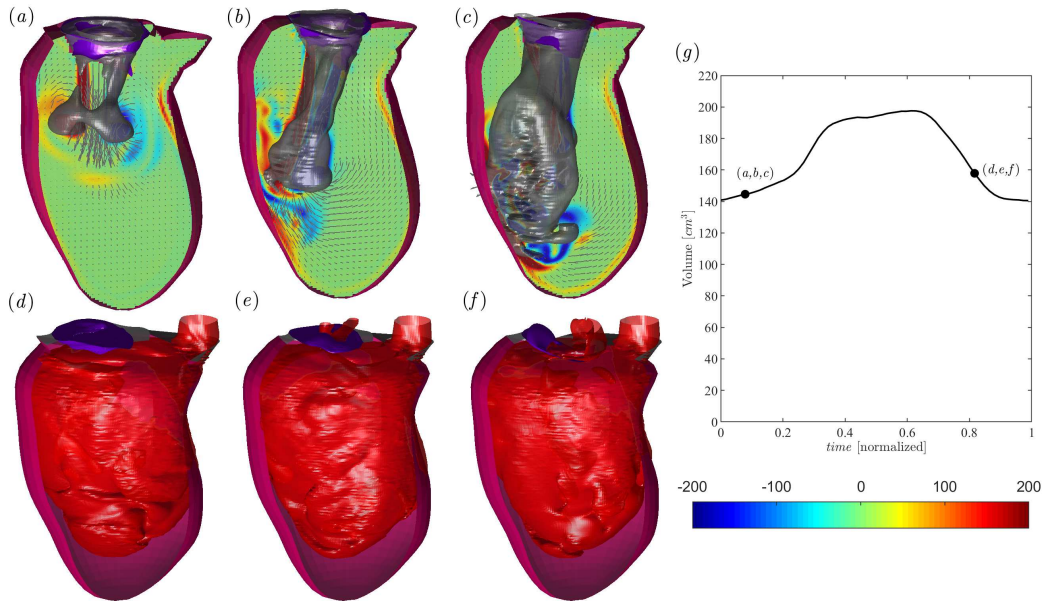 (a)
(b)
(c)
(g)
220
200
180
160
140
120
100
80
60
40
20
0
Volume [cm³]
(a,b,c)
(d,e,f)
0 0.2 0.4 0.6 0.8 1
time [normalized]
(d)
(e)
(f)
-200 -100 0 100 200